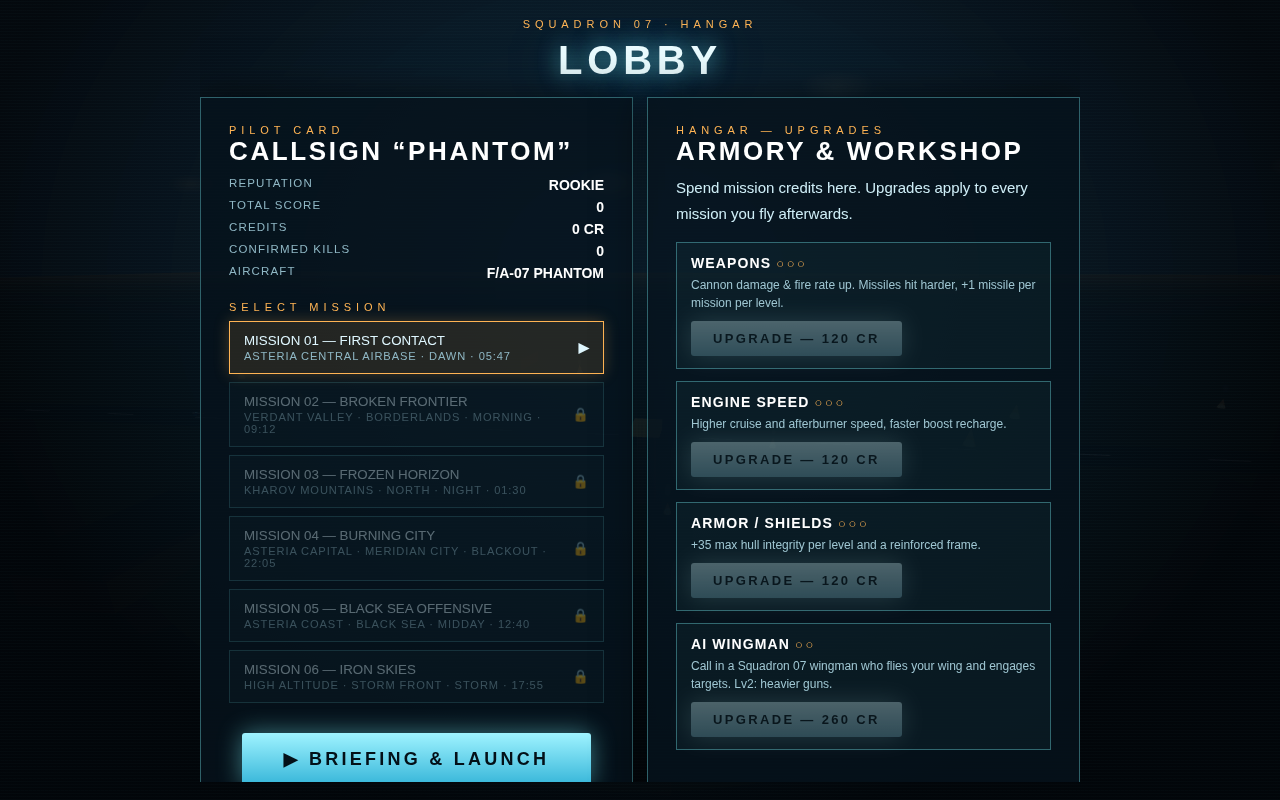 SQUADRON 07 · HANGAR
LOBBY
PILOT CARD
CALLSIGN “PHANTOM”
REPUTATION ROOKIE
TOTAL SCORE 0
CREDITS 0 CR
CONFIRMED KILLS 0
AIRCRAFT F/A-07 PHANTOM
SELECT MISSION
MISSION 01 — FIRST CONTACT
ASTERIA CENTRAL AIRBASE · DAWN · 05:47
▶
MISSION 02 — BROKEN FRONTIER
VERDANT VALLEY · BORDERLANDS · MORNING ·
09:12
MISSION 03 — FROZEN HORIZON
KHAROV MOUNTAINS · NORTH · NIGHT · 01:30
MISSION 04 — BURNING CITY
ASTERIA CAPITAL · MERIDIAN CITY · BLACKOUT ·
22:05
MISSION 05 — BLACK SEA OFFENSIVE
ASTERIA COAST · BLACK SEA · MIDDAY · 12:40
MISSION 06 — IRON SKIES
HIGH ALTITUDE · STORM FRONT · STORM · 17:55
▶ BRIEFING & LAUNCH
HANGAR — UPGRADES
ARMORY & WORKSHOP
Spend mission credits here. Upgrades apply to every
mission you fly afterwards.
WEAPONS ○○○
Cannon damage & fire rate up. Missiles hit harder, +1 missile per
mission per level.
UPGRADE — 120 CR
ENGINE SPEED ○○○
Higher cruise and afterburner speed, faster boost recharge.
UPGRADE — 120 CR
ARMOR / SHIELDS ○○○
+35 max hull integrity per level and a reinforced frame.
UPGRADE — 120 CR
AI WINGMAN ○○
Call in a Squadron 07 wingman who flies your wing and engages
targets. Lv2: heavier guns.
UPGRADE — 260 CR